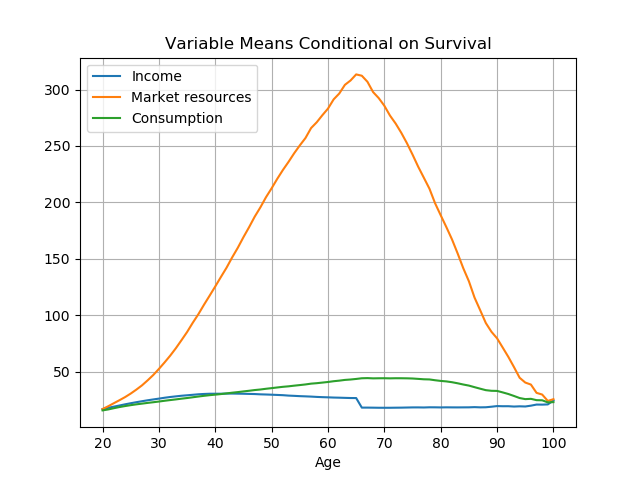 Variable Means Conditional on Survival
Income
Market resources
Consumption
300
250
200
150
100
50
20 30 40 50 60 70 80 90 100
Age